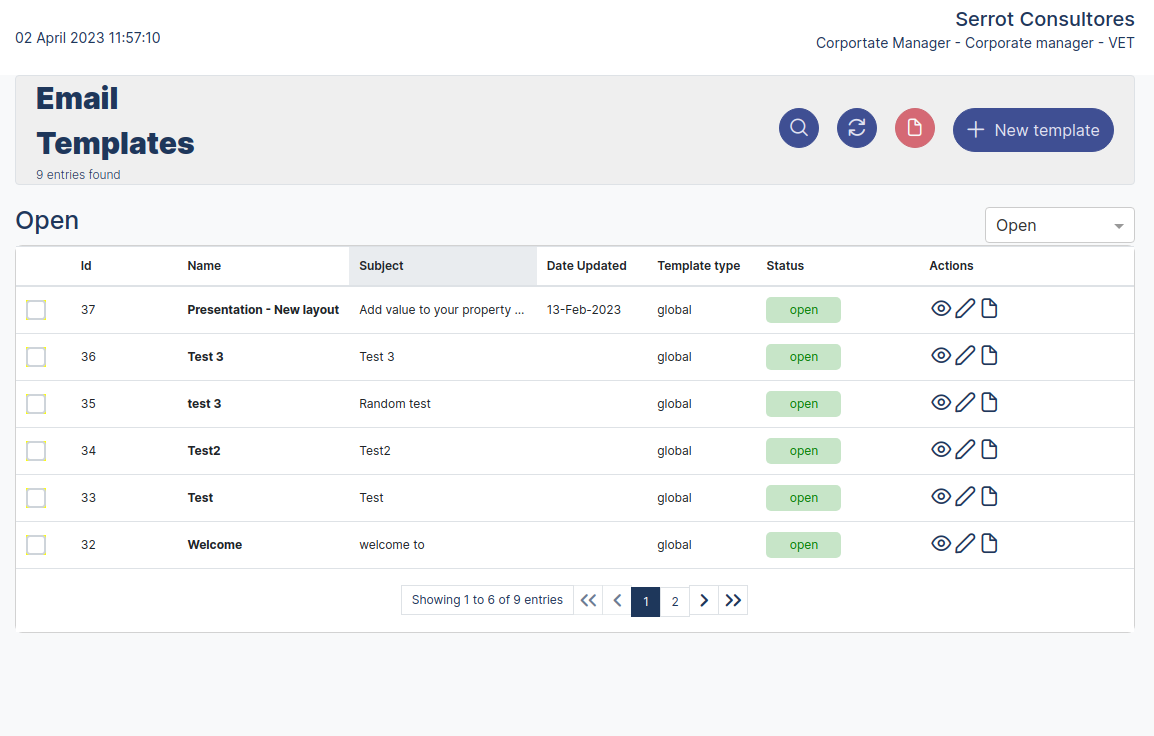 Serrot Consultores
02 April 2023 11:57:10
Corportate Manager - Corporate manager - VET
Email
Templates
9 entries found
New template
Open
Open
Id Name Subject Date Updated Template type Status Actions
37 Presentation - New layout Add value to your property ... 13-Feb-2023 global open
36 Test 3 Test 3 global open
35 test 3 Random test global open
34 Test2 Test2 global open
33 Test Test global open
32 Welcome welcome to global open
Showing 1 to 6 of 9 entries 1 2